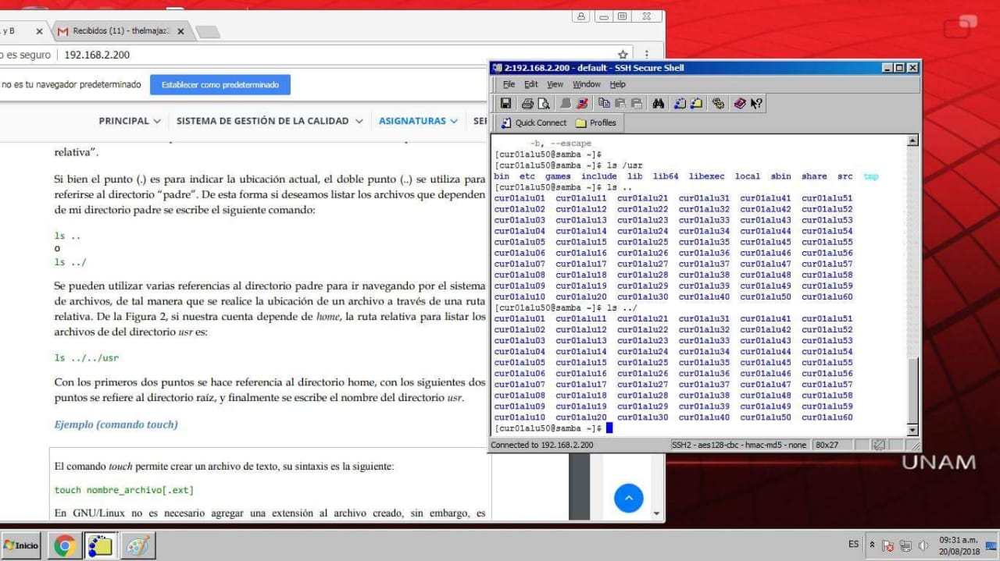 y B
Recibidos (11) - thelmajaz
o es seguro | 192.168.2.200
no es tu navegador predeterminado
Establecer como predeterminado
PRINCIPAL
SISTEMA DE GESTIÓN DE LA CALIDAD
ASIGNATURAS
relativa”.
Si bien el punto (.) es para indicar la ubicación actual, el doble punto (..) se utiliza para
referirse al directorio “padre”. De esta forma si deseamos listar los archivos que dependen
de mi directorio padre se escribe el siguiente comando:
ls ..
o
ls ../
Se pueden utilizar varias referencias al directorio padre para ir navegando por el sistema
de archivos, de tal manera que se realice la ubicación de un archivo a través de una ruta
relativa. De la Figura 2, si nuestra cuenta depende de home, la ruta relativa para listar los
archivos de del directorio usr es:
ls ../../usr
Con los primeros dos puntos se hace referencia al directorio home, con los siguientes dos
puntos se refiere al directorio raíz, y finalmente se escribe el nombre del directorio usr.
Ejemplo (comando touch)
El comando touch permite crear un archivo de texto, su sintaxis es la siguiente:
touch nombre_archivo[.ext]
En GNU/Linux no es necesario agregar una extensión al archivo creado, sin embargo, es
2:192.168.2.200 - default - SSH Secure Shell
File Edit View Window Help
Quick Connect Profiles
-b, --escape
[cur01alu50@samba ~]$
[cur01alu50@samba ~]$ ls /usr
bin etc games include lib lib64 libexec local sbin share src tmp
[cur01alu50@samba ~]$ ls ..
cur01alu01 cur01alu11 cur01alu21 cur01alu31 cur01alu41 cur01alu51
cur01alu02 cur01alu12 cur01alu22 cur01alu32 cur01alu42 cur01alu52
cur01alu03 cur01alu13 cur01alu23 cur01alu33 cur01alu43 cur01alu53
cur01alu04 cur01alu14 cur01alu24 cur01alu34 cur01alu44 cur01alu54
cur01alu05 cur01alu15 cur01alu25 cur01alu35 cur01alu45 cur01alu55
cur01alu06 cur01alu16 cur01alu26 cur01alu36 cur01alu46 cur01alu56
cur01alu07 cur01alu17 cur01alu27 cur01alu37 cur01alu47 cur01alu57
cur01alu08 cur01alu18 cur01alu28 cur01alu38 cur01alu48 cur01alu58
cur01alu09 cur01alu19 cur01alu29 cur01alu39 cur01alu49 cur01alu59
cur01alu10 cur01alu20 cur01alu30 cur01alu40 cur01alu50 cur01alu60
[cur01alu50@samba ~]$ ls ../
cur01alu01 cur01alu11 cur01alu21 cur01alu31 cur01alu41 cur01alu51
cur01alu02 cur01alu12 cur01alu22 cur01alu32 cur01alu42 cur01alu52
cur01alu03 cur01alu13 cur01alu23 cur01alu33 cur01alu43 cur01alu53
cur01alu04 cur01alu14 cur01alu24 cur01alu34 cur01alu44 cur01alu54
cur01alu05 cur01alu15 cur01alu25 cur01alu35 cur01alu45 cur01alu55
cur01alu06 cur01alu16 cur01alu26 cur01alu36 cur01alu46 cur01alu56
cur01alu07 cur01alu17 cur01alu27 cur01alu37 cur01alu47 cur01alu57
cur01alu08 cur01alu18 cur01alu28 cur01alu38 cur01alu48 cur01alu58
cur01alu09 cur01alu19 cur01alu29 cur01alu39 cur01alu49 cur01alu59
cur01alu10 cur01alu20 cur01alu30 cur01alu40 cur01alu50 cur01alu60
[cur01alu50@samba ~]$
Connected to 192.168.2.200
SSH2 - aes128-cbc - hmac-md5 - none
80x27
UNAM
Inicio
ES
09:31 a.m.
20/08/2018